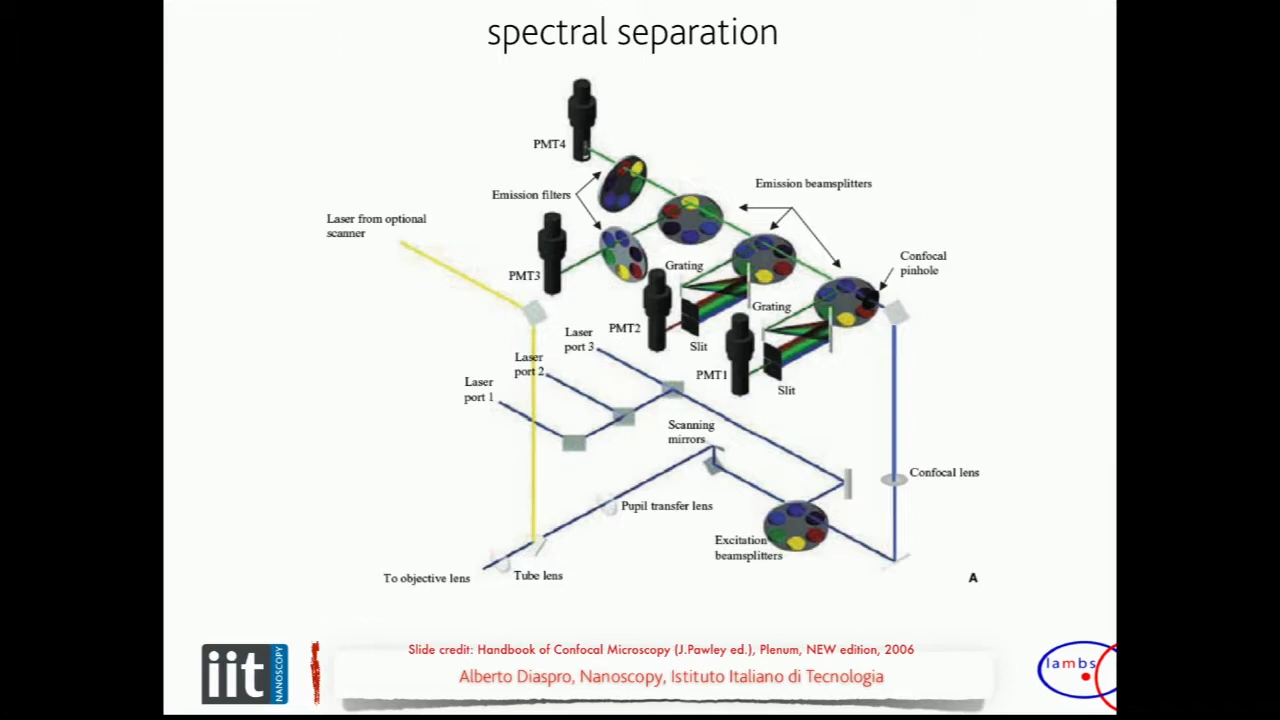 spectral separation
PMT4
Emission filters
Emission beamsplitters
Laser from optional
scanner
Confocal
pinhole
PMT3
Grating
Grating
PMT2
Laser
port 3
Slit
Laser
port 2
PMT1
Slit
Laser
port 1
Scanning
mirrors
Confocal lens
Pupil transfer lens
Excitation
beamsplitters
To objective lens
Tube lens
A
Slide credit: Handbook of Confocal Microscopy (J.Pawley ed.), Plenum, NEW edition, 2006
Alberto Diaspro, Nanoscopy, Istituto Italiano di Tecnologia
iit
NANOSCOPY
lambs